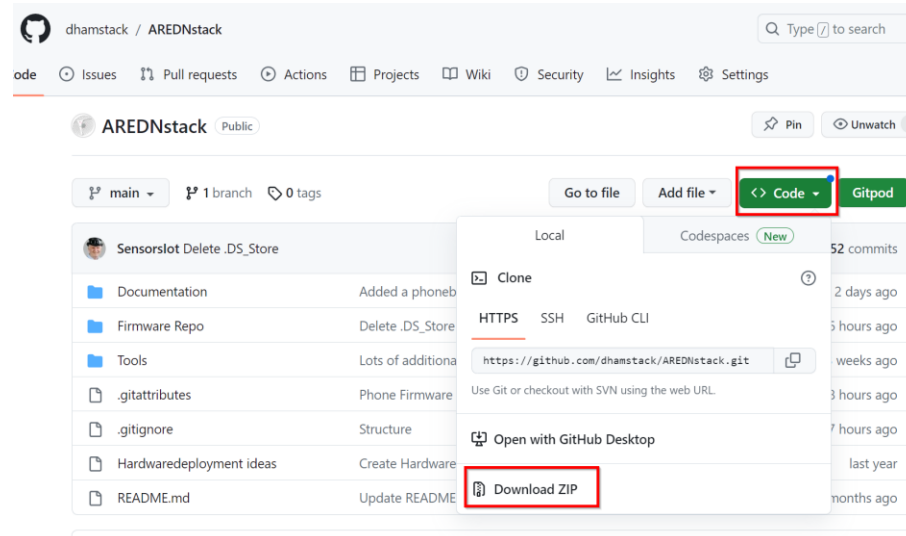 dhamstack / AREDNstack
Type / to search
ode Issues Pull requests Actions Projects Wiki Security Insights Settings
AREDNstack Public Pin Unwatch
main 1 branch 0 tags Go to file Add file <> Code Gitpod
Local Codespaces New
Sensorslot Delete .DS_Store 52 commits
Clone
Documentation Added a phoneb 2 days ago
HTTPS SSH GitHub CLI
Firmware Repo Delete .DS_Store hours ago
https://github.com/dhamstack/AREDNstack.git
Tools Lots of additiona weeks ago
Use Git or checkout with SVN using the web URL.
.gitattributes Phone Firmware hours ago
.gitignore Structure hours ago
Open with GitHub Desktop
Hardwaredeployment ideas Create Hardware last year
Download ZIP
README.md Update README months ago